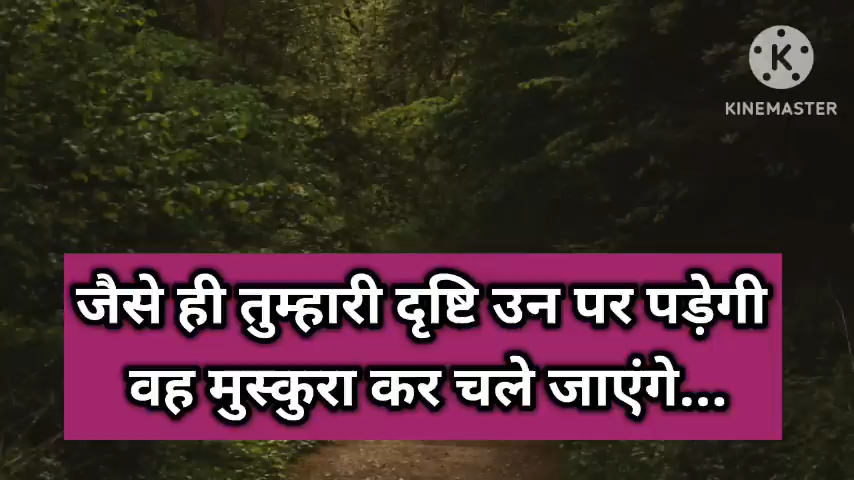 KINEMASTER
जैसे ही तुम्हारी दृष्टि उन पर पड़ेगी
वह मुस्कुरा कर चले जाएंगे...